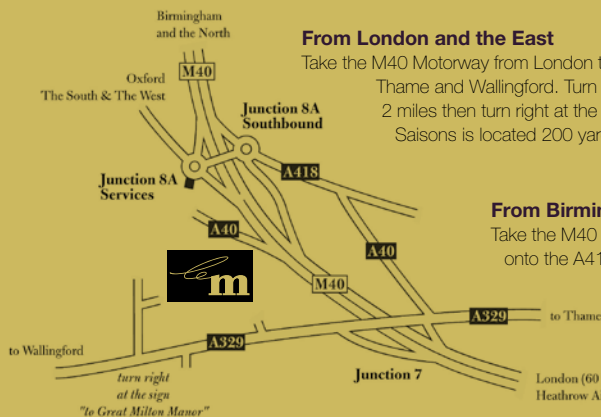 Birmingham
and the North
M40
Oxford
The South & The West
Junction 8A
Southbound
A418
Junction 8A
Services
A40
A40
m
M40
A329
to Thame
to Wallingford
A329
turn right
at the sign
"to Great Milton Manor"
Junction 7
London (60
Heathrow
From London and the East
Take the M40 Motorway from London
Thame and Wallingford. Turn
2 miles then turn right at the
Saisons is located 200
From
Take the M40
onto the